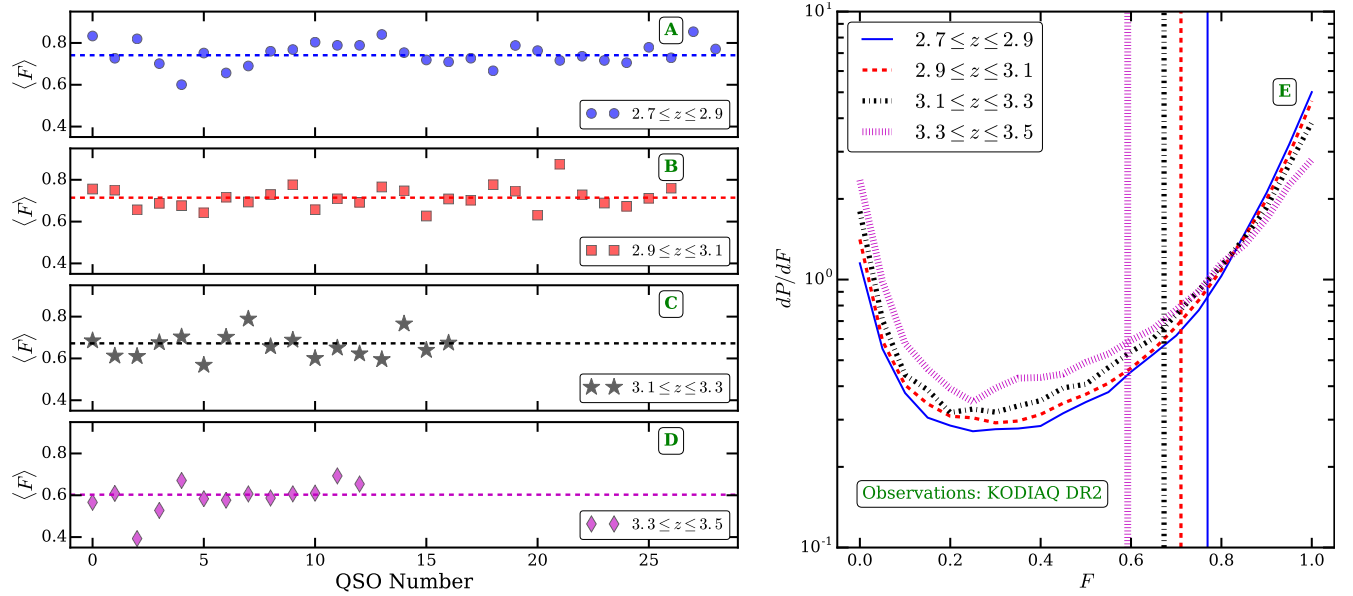 A
0.8
0.6
0.4
⟨F⟩
2.7 ≤ z ≤ 2.9
B
0.8
0.6
0.4
⟨F⟩
2.9 ≤ z ≤ 3.1
C
0.8
0.6
0.4
⟨F⟩
3.1 ≤ z ≤ 3.3
D
0.8
0.6
0.4
⟨F⟩
3.3 ≤ z ≤ 3.5
0 5 10 15 20 25
QSO Number
10¹
10⁰
10⁻¹
dP/dF
2.7 ≤ z ≤ 2.9
2.9 ≤ z ≤ 3.1
3.1 ≤ z ≤ 3.3
3.3 ≤ z ≤ 3.5
E
Observations: KODIAQ DR2
0.0 0.2 0.4 0.6 0.8 1.0
F